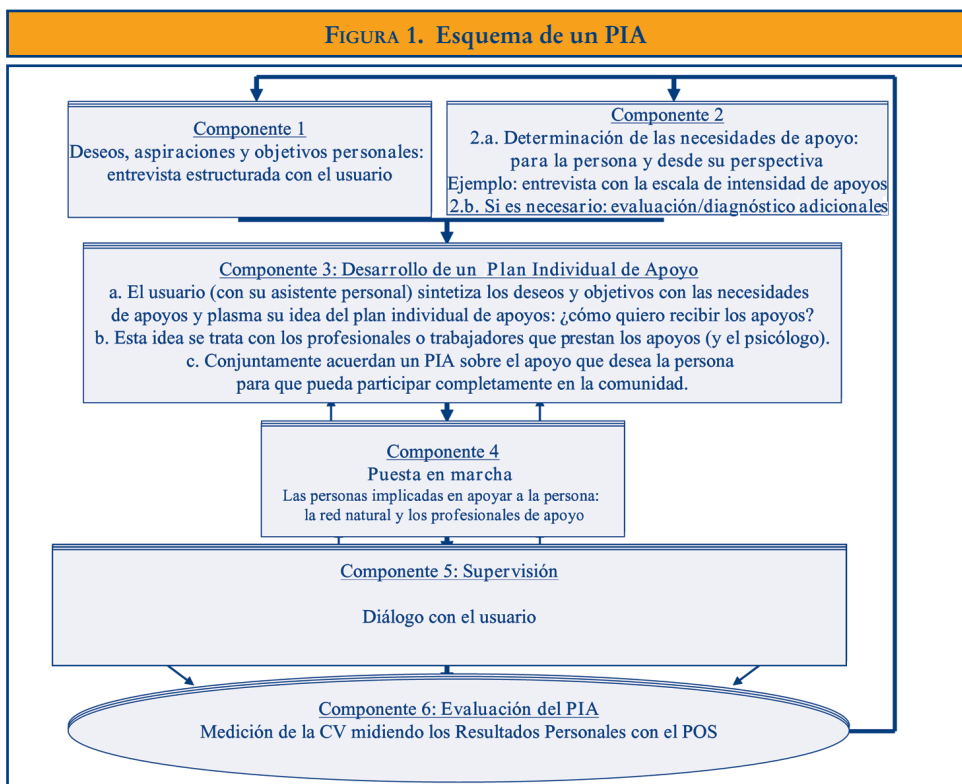 FIGURA 1. Esquema de un PIA
Componente 1
Deseos, aspiraciones y objetivos personales:
entrevista estructurada con el usuario
Componente 2
2.a. Determinación de las necesidades de apoyo:
para la persona y desde su perspectiva
Ejemplo: entrevista con la escala de intensidad de apoyos
2.b. Si es necesario: evaluación/diagnóstico adicionales
Componente 3: Desarrollo de un Plan Individual de Apoyo
a. El usuario (con su asistente personal) sintetiza los deseos y objetivos con las necesidades
de apoyos y plasma su idea del plan individual de apoyos: ¿cómo quiero recibir los apoyos?
b. Esta idea se trata con los profesionales o trabajadores que prestan los apoyos (y el psicólogo).
c. Conjuntamente acuerdan un PIA sobre el apoyo que desea la persona
para que pueda participar completamente en la comunidad.
Componente 4
Puesta en marcha
Las personas implicadas en apoyar a la persona:
la red natural y los profesionales de apoyo
Componente 5: Supervisión
Diálogo con el usuario
Componente 6: Evaluación del PIA
Medición de la CV midiendo los Resultados Personales con el POS